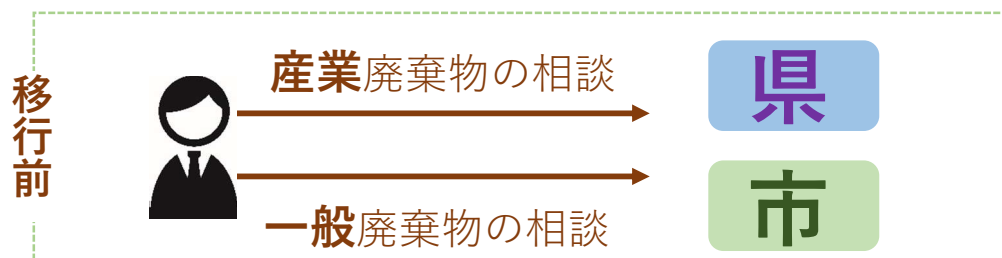 移行前
産業廃棄物の相談
県
一般廃棄物の相談
市